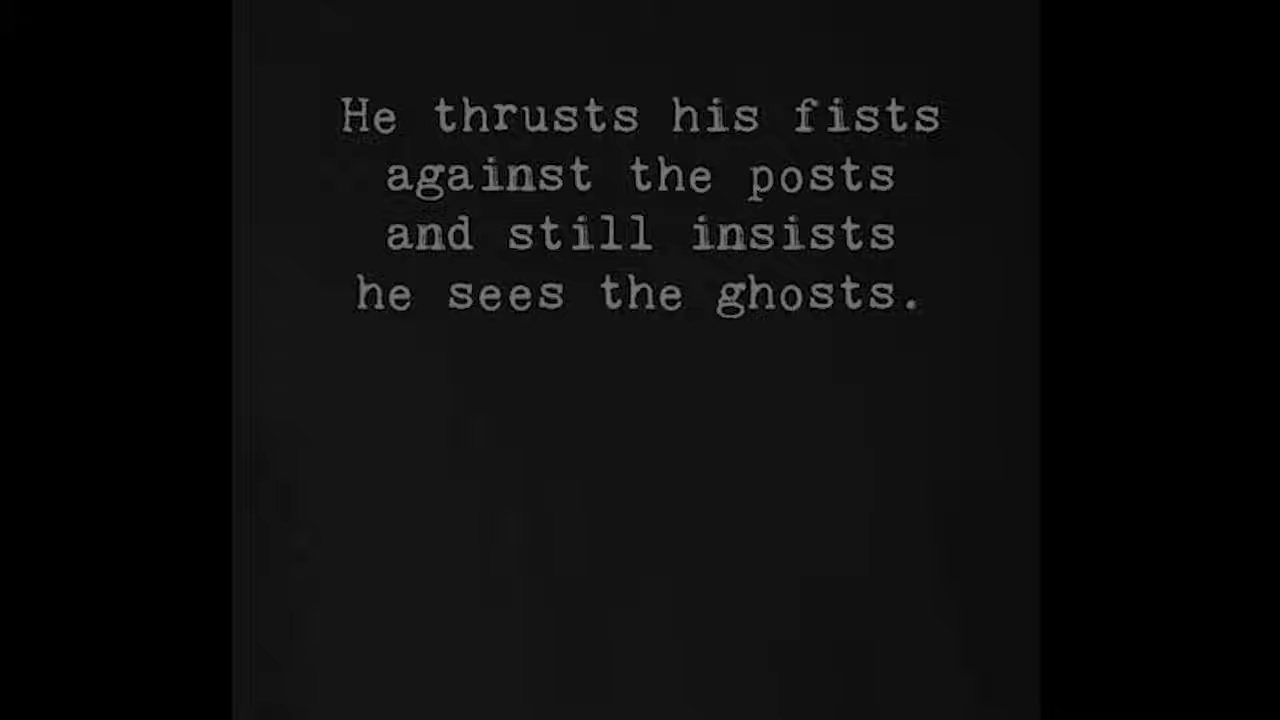 He thrusts his fists
against the posts
and still insists
he sees the ghosts.